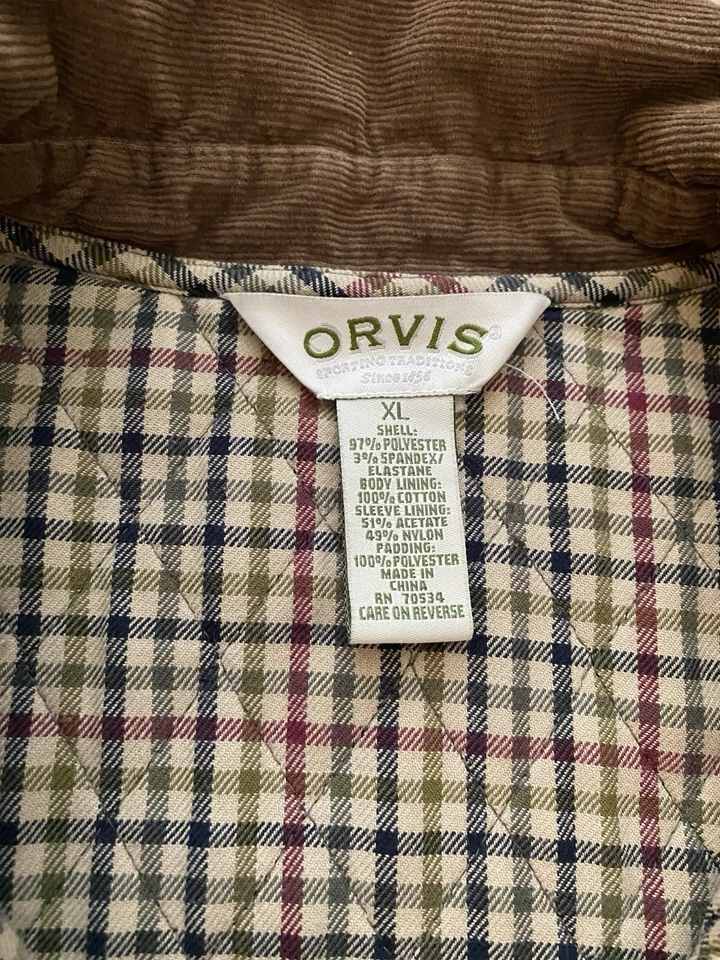 ORVIS®
SPORTING TRADITIONS
Since 1856
XL
SHELL:
97% POLYESTER
3% SPANDEX/
ELASTANE
BODY LINING:
100% COTTON
SLEEVE LINING:
51% ACETATE
49% NYLON
PADDING:
100% POLYESTER
MADE IN
CHINA
RN 70534
CARE ON REVERSE